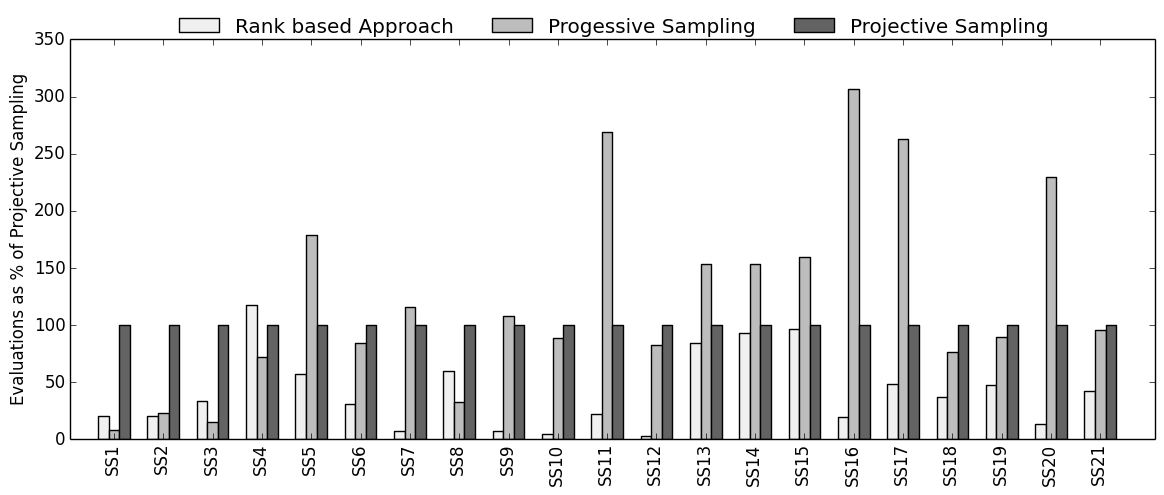 Rank based Approach
Progessive Sampling
Projective Sampling
Evaluations as % of Projective Sampling
350
300
250
200
150
100
50
0
SS1
SS2
SS3
SS4
SS5
SS6
SS7
SS8
SS9
SS10
SS11
SS12
SS13
SS14
SS15
SS16
SS17
SS18
SS19
SS20
SS21